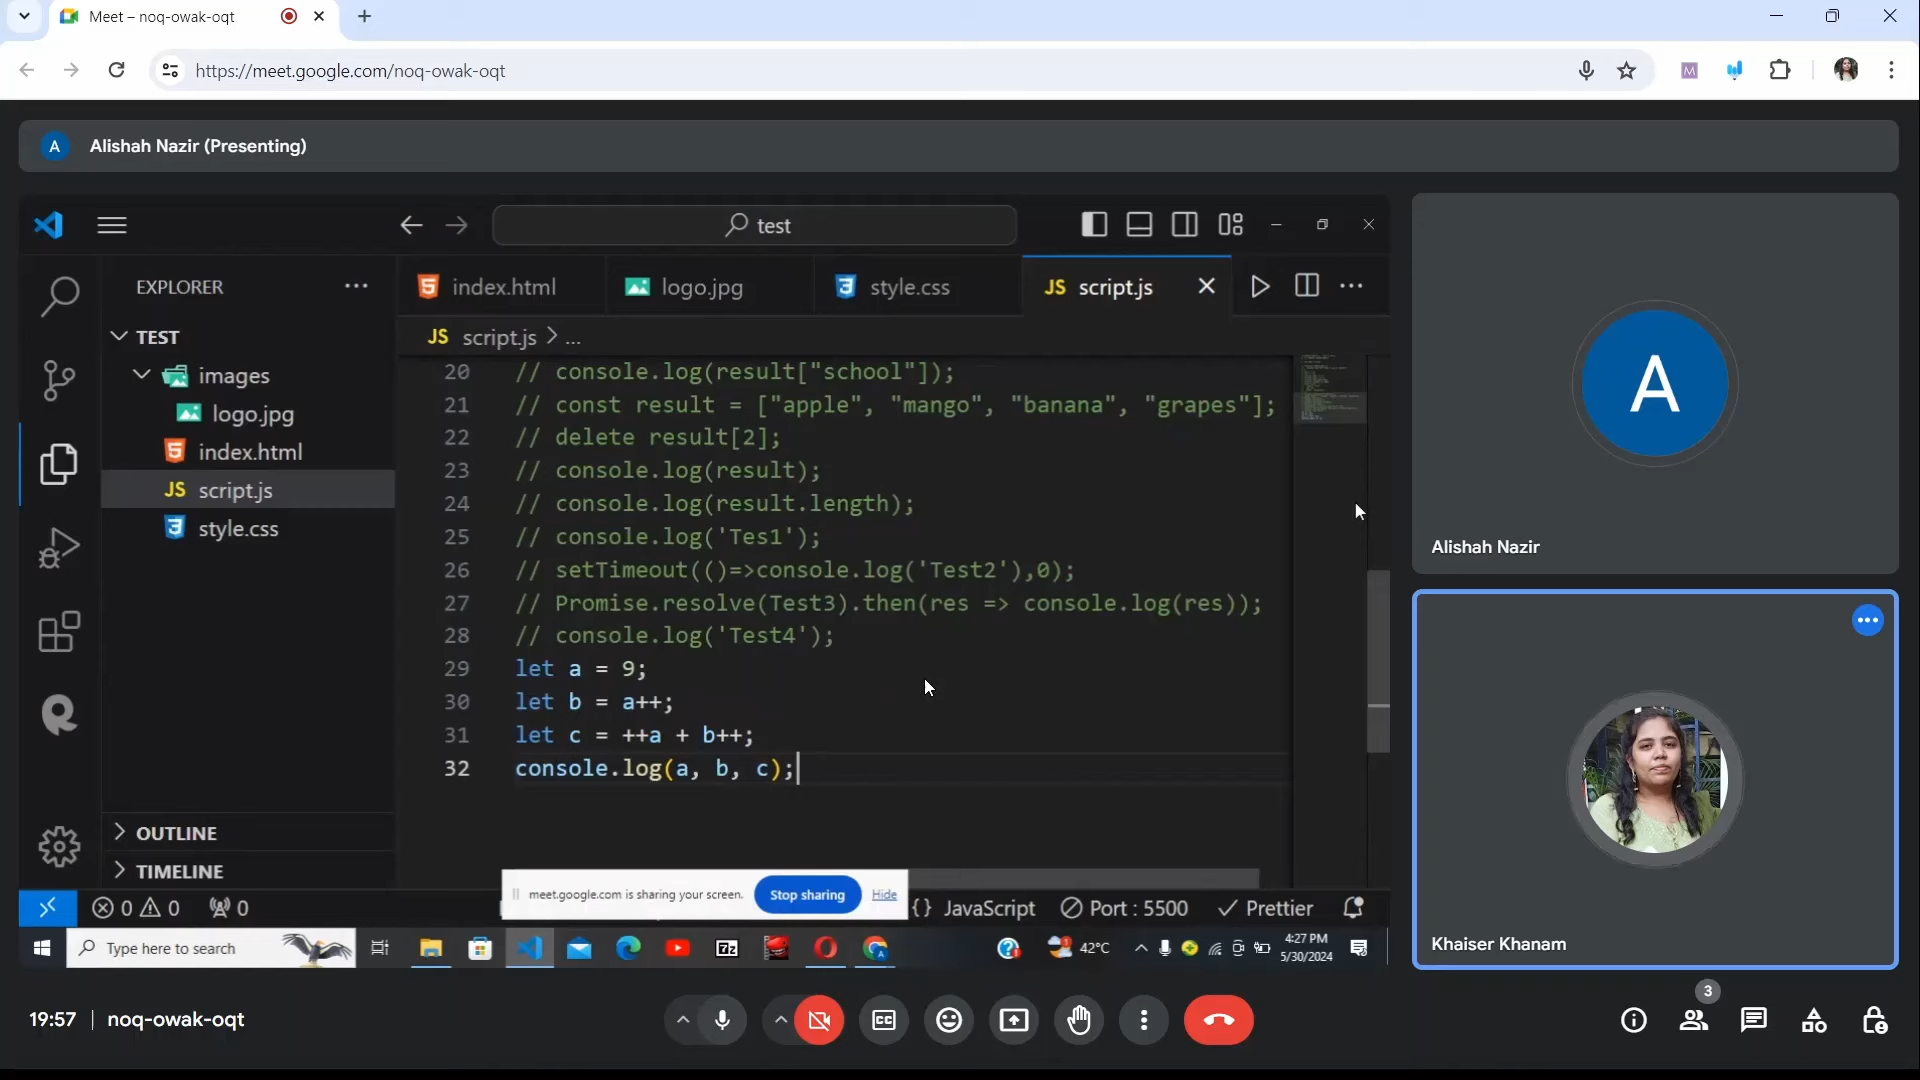 Meet – noq-owak-oqt
https://meet.google.com/noq-owak-oqt
A Alishah Nazir (Presenting)
test
EXPLORER
index.html
logo.jpg
style.css
JS script.js
TEST
JS script.js > ...
images
logo.jpg
index.html
JS script.js
style.css
20 // console.log(result["school"]);
21 // const result = ["apple", "mango", "banana", "grapes"];
22 // delete result[2];
23 // console.log(result);
24 // console.log(result.length);
25 // console.log('Tes1');
26 // setTimeout(()=>console.log('Test2'),0);
27 // Promise.resolve(Test3).then(res => console.log(res));
28 // console.log('Test4');
29 let a = 9;
30 let b = a++;
31 let c = ++a + b++;
32 console.log(a, b, c);
OUTLINE
TIMELINE
meet.google.com is sharing your screen. Stop sharing Hide
0 0 0 {} JavaScript Port : 5500 Prettier
Type here to search
7z
42°C
4:27 PM
5/30/2024
A
Alishah Nazir
Khaiser Khanam
19:57 | noq-owak-oqt
CC
3